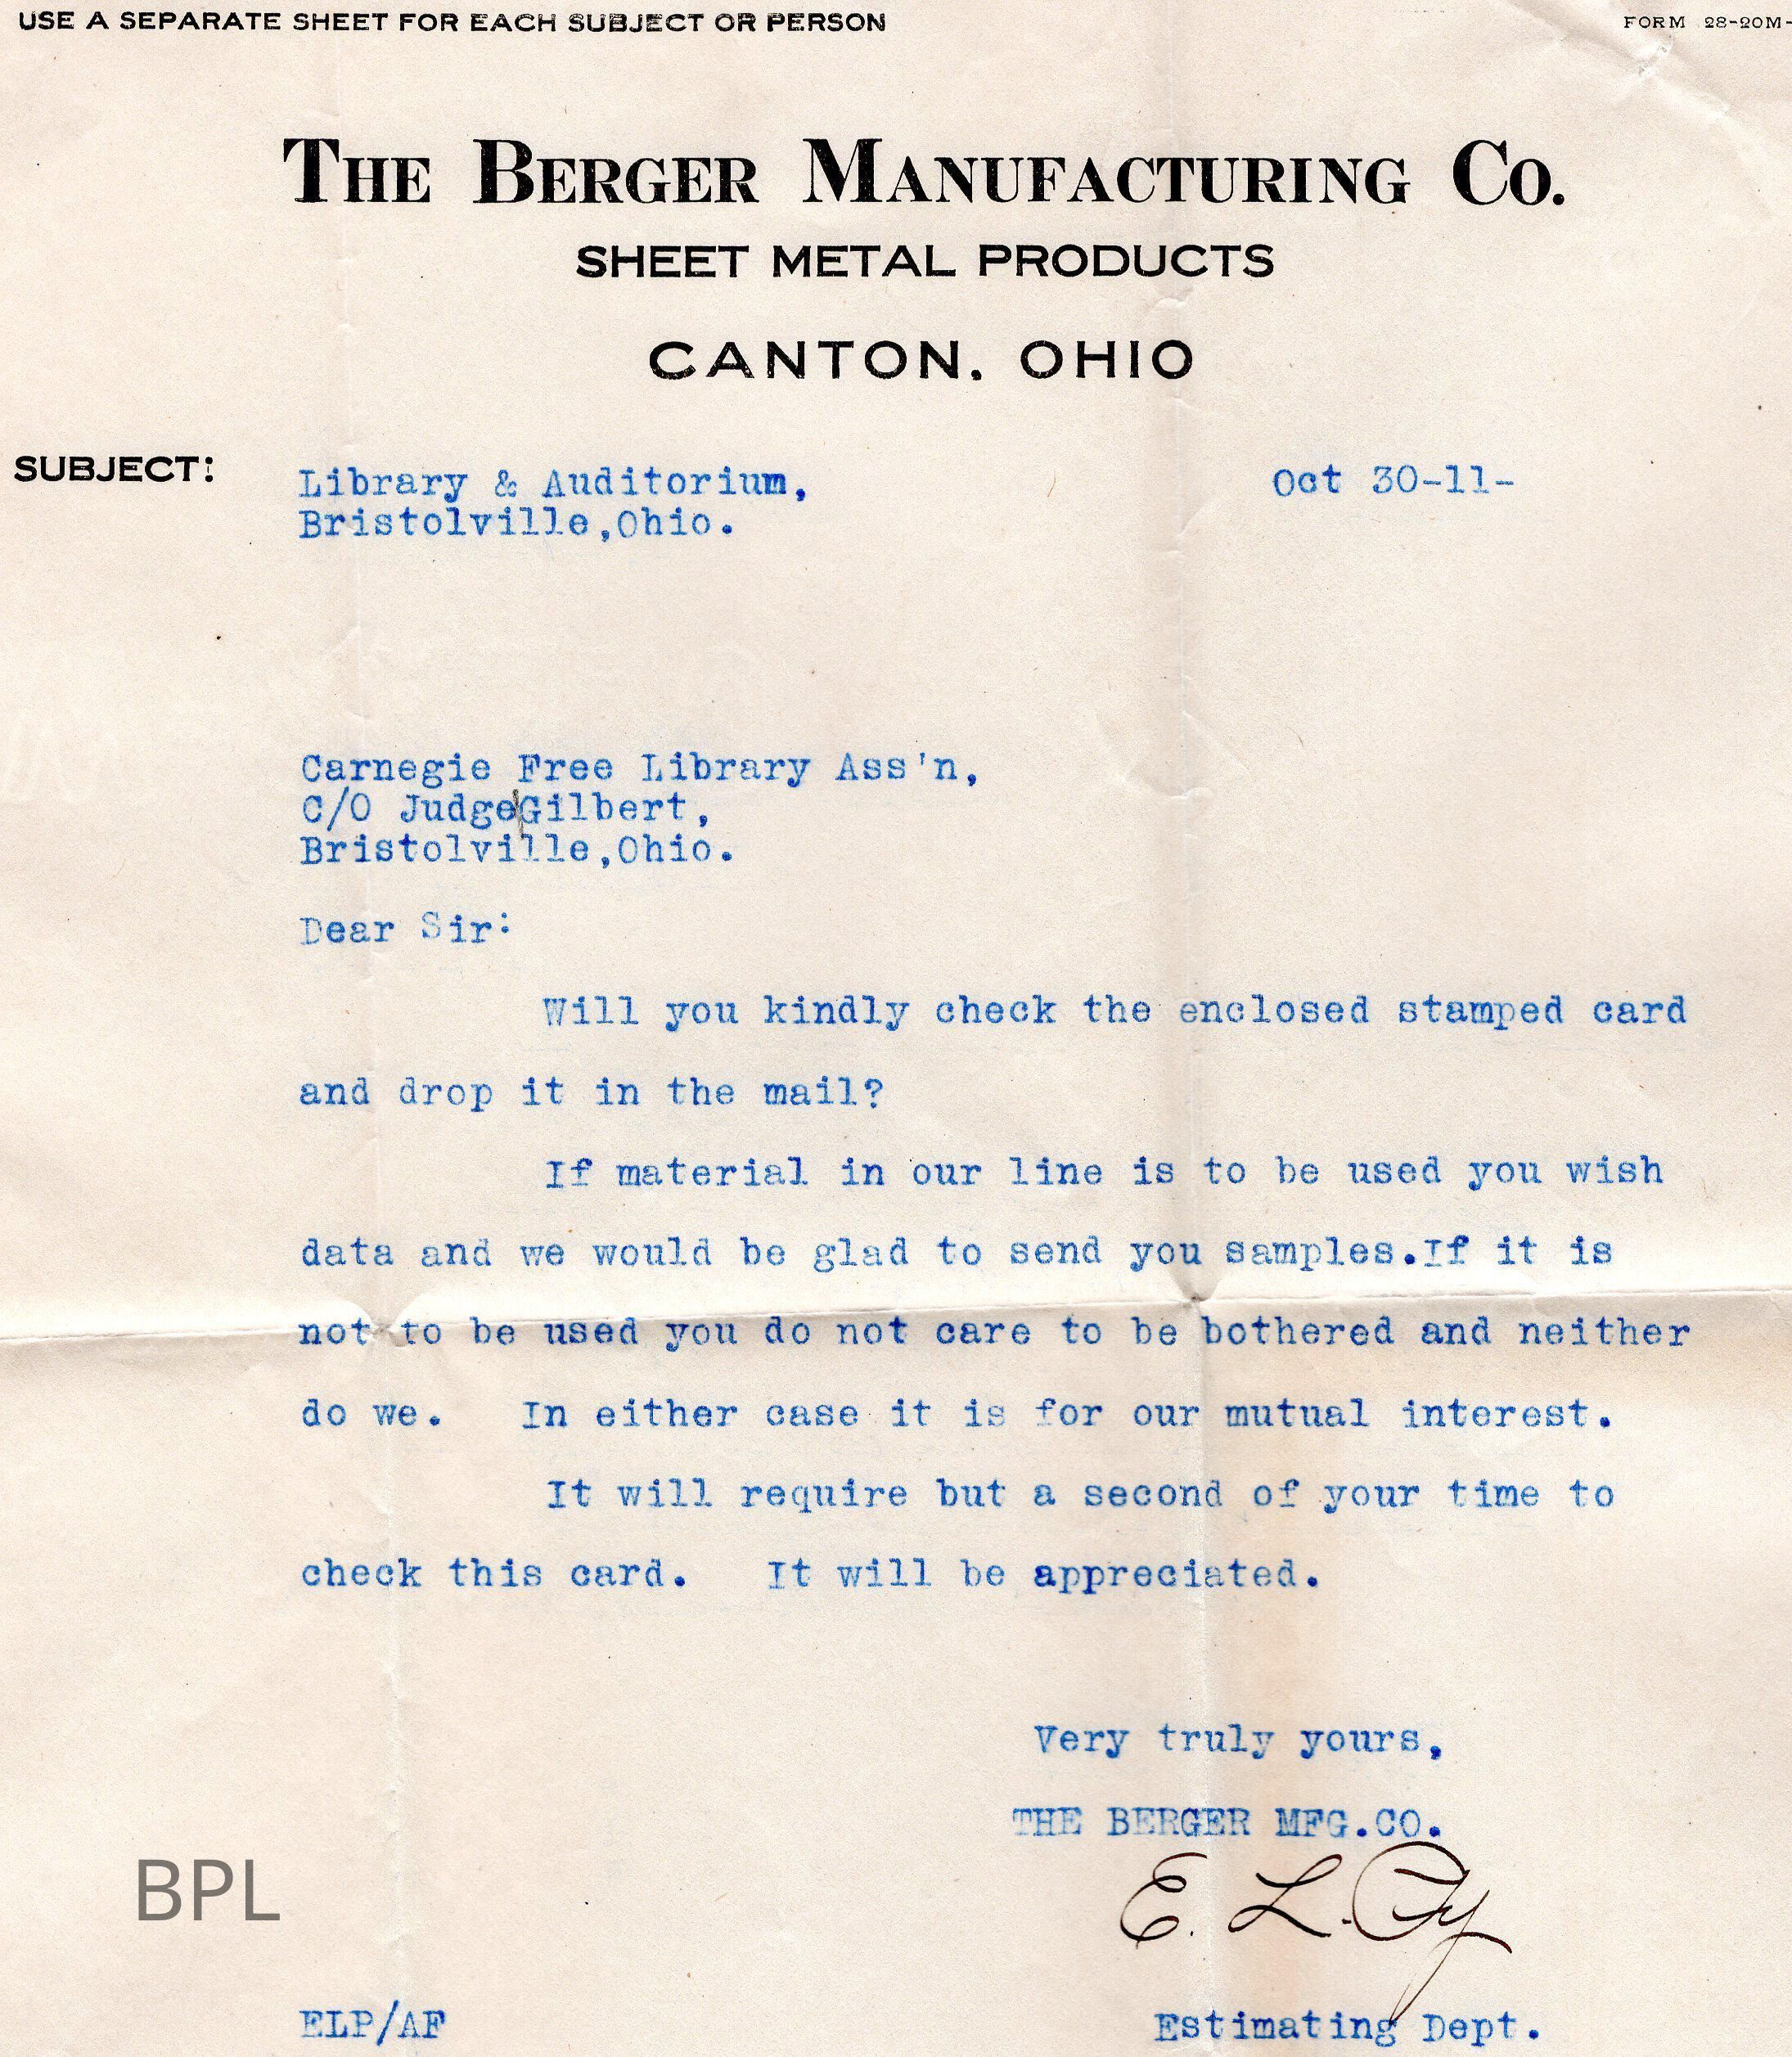 USE A SEPARATE SHEET FOR EACH SUBJECT OR PERSON
FORM 28-20M-
THE BERGER MANUFACTURING CO.
SHEET METAL PRODUCTS
CANTON, OHIO
SUBJECT:
Library & Auditorium,
Bristolville,Ohio.
Oct 30-11-
Carnegie Free Library Ass'n,
C/O Judge|Gilbert,
Bristolville,Ohio.
Dear Sir:
Will you kindly check the enclosed stamped card
and drop it in the mail?
If material in our line is to be used you wish
data and we would be glad to send you samples.If it is
not to be used you do not care to be bothered and neither
do we. In either case it is for our mutual interest.
It will require but a second of your time to
check this card. It will be appreciated.
Very truly yours,
THE BERGER MFG.CO.
E. L.
BPL
ELP/AF
Estimating Dept.